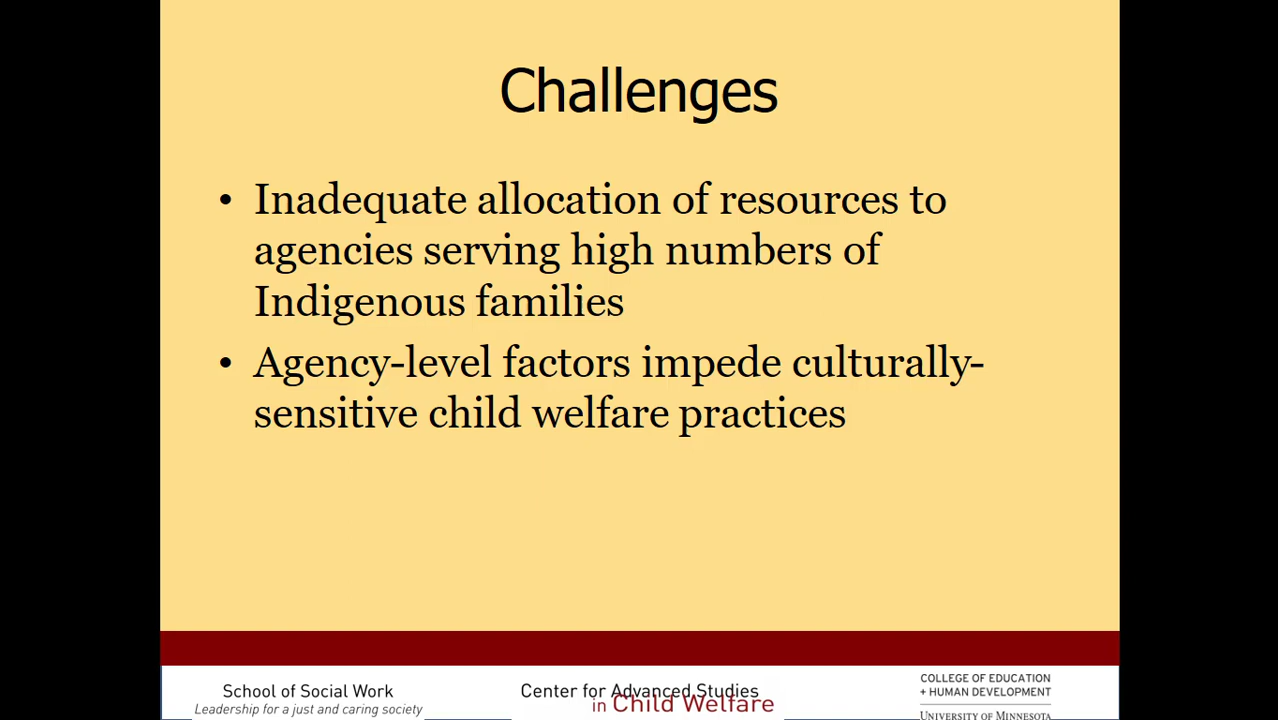 Challenges
• Inadequate allocation of resources to
agencies serving high numbers of
Indigenous families
• Agency-level factors impede culturally-
sensitive child welfare practices
School of Social Work
Leadership for a just and caring society
Center for Advanced Studies
in Child Welfare
COLLEGE OF EDUCATION
+ HUMAN DEVELOPMENT
UNIVERSITY OF MINNESOTA